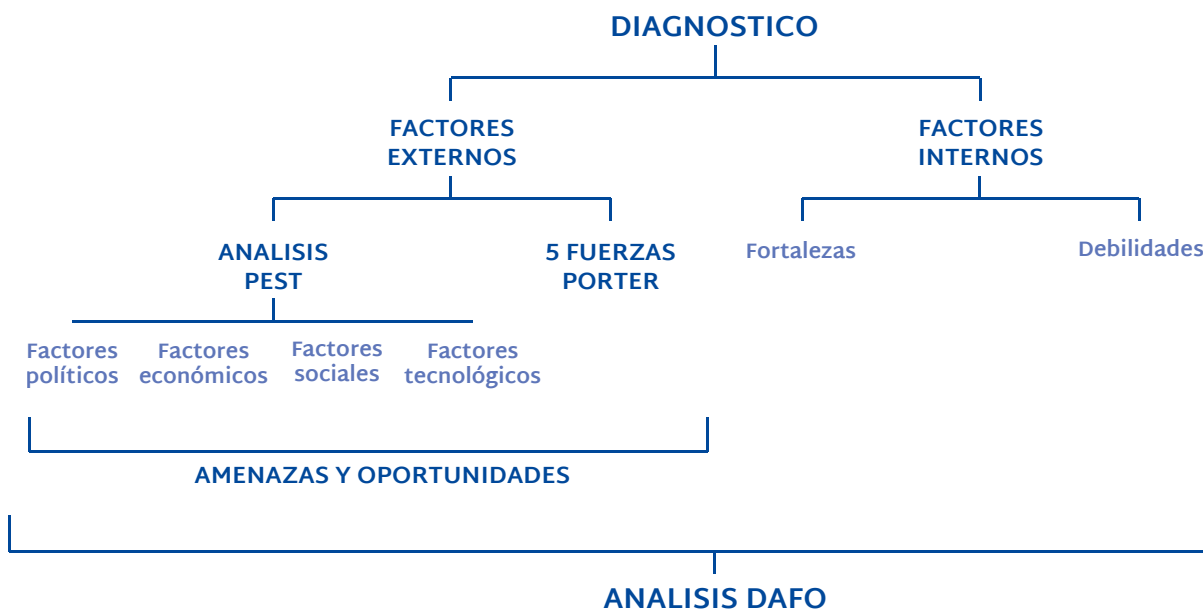 DIAGNOSTICO
FACTORES
EXTERNOS
FACTORES
INTERNOS
ANALISIS
PEST
5 FUERZAS
PORTER
Fortalezas
Debilidades
Factores
políticos
Factores
económicos
Factores
sociales
Factores
tecnológicos
AMENAZAS Y OPORTUNIDADES
ANALISIS DAFO